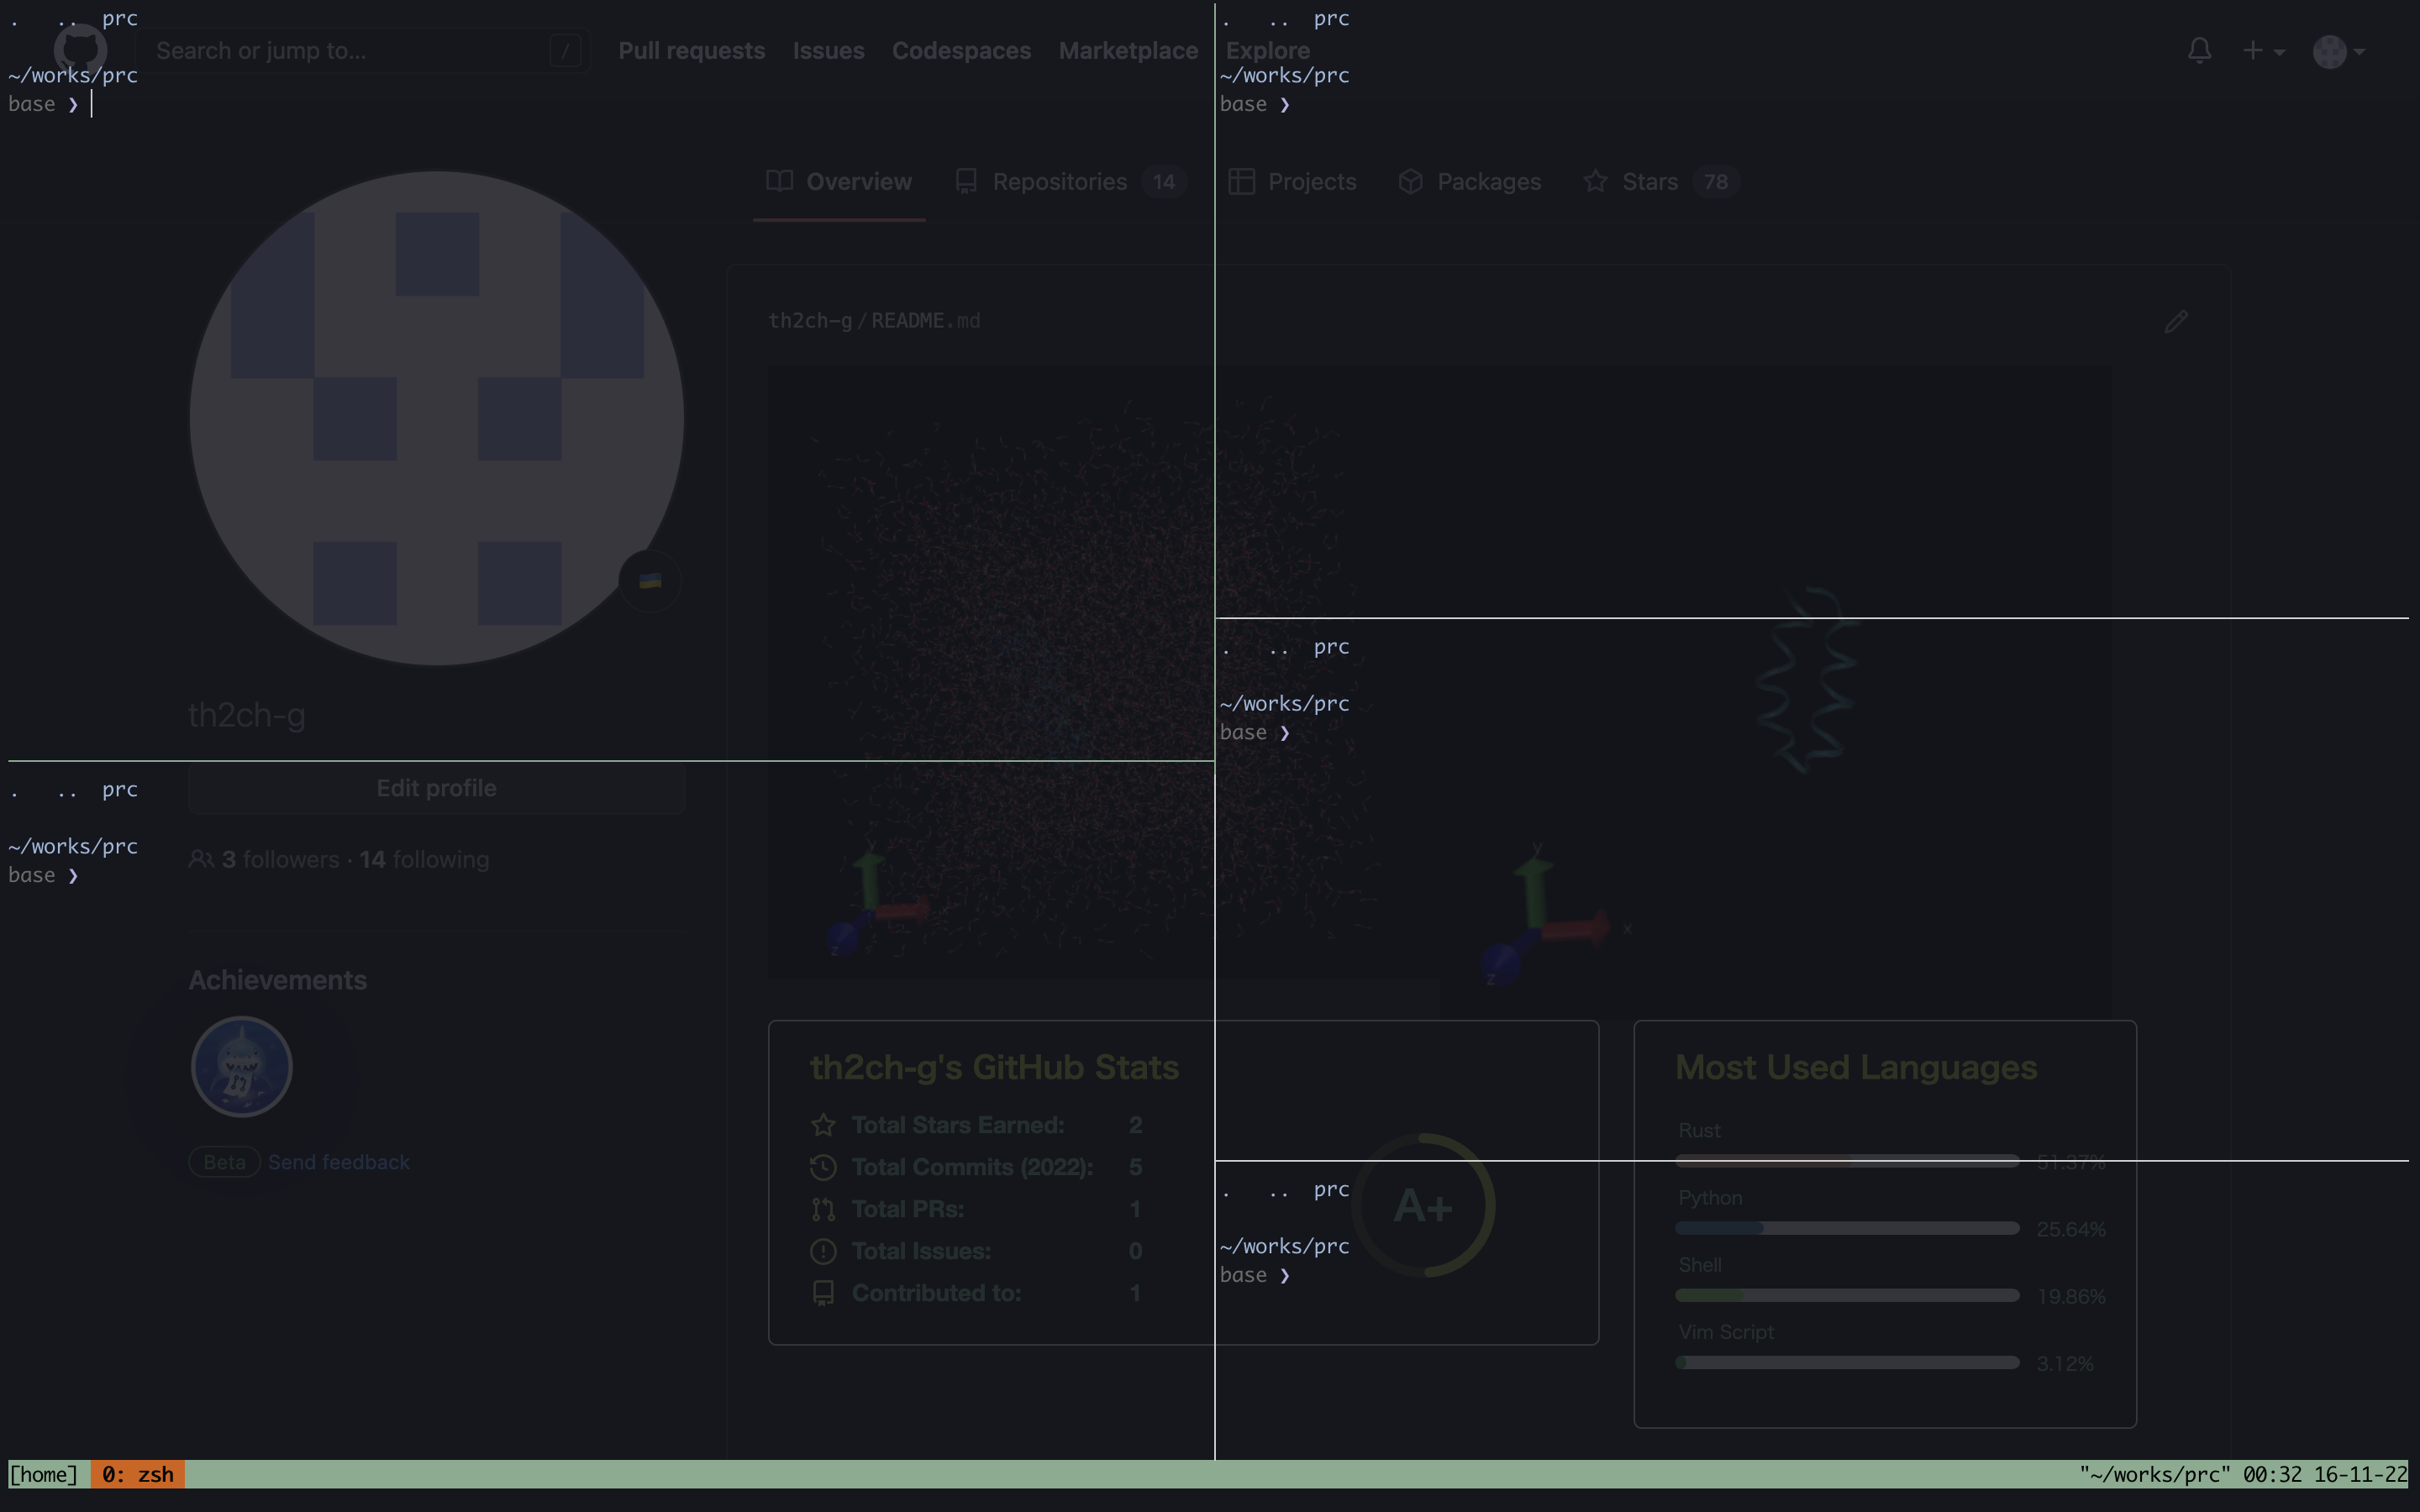 .   ..  prc
~/works/prc
base ❯
.   ..  prc
~/works/prc
base ❯
Search or jump to... /
Pull requests Issues Codespaces Marketplace Explore
Overview Repositories 14 Projects Packages Stars 78
th2ch-g/README.md
th2ch-g
Edit profile
3 followers · 14 following
Achievements
Beta Send feedback
.   ..  prc
~/works/prc
base ❯
.   ..  prc
~/works/prc
base ❯
y
x
z
y
z
th2ch-g's GitHub Stats
Total Stars Earned: 2
Total Commits (2022): 5
Total PRs: 1
Total Issues: 0
Contributed to: 1
A+
Most Used Languages
Rust
51.37%
Python
25.64%
Shell
19.86%
Vim Script
3.12%
.   ..  prc
~/works/prc
base ❯
[home] 0: zsh
"~/works/prc" 00:32 16-11-22